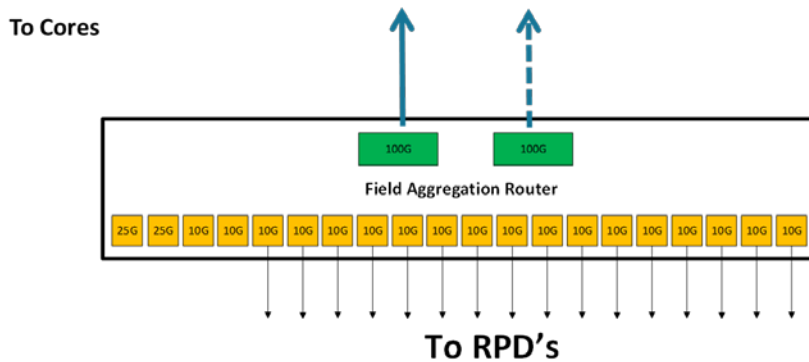 To Cores
100G 100G
Field Aggregation Router
25G 25G 10G 10G 10G 10G 10G 10G 10G 10G 10G 10G 10G 10G 10G 10G 10G 10G 10G 10G
To RPD's